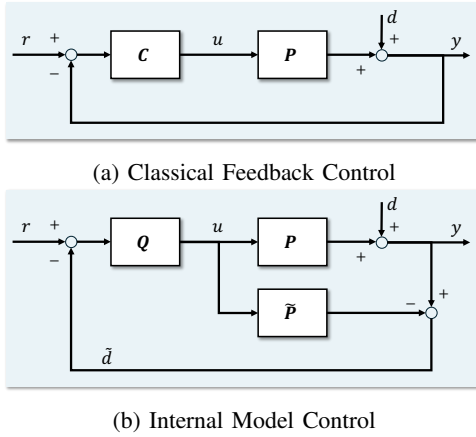 d
r + C u P + y
− +
(a) Classical Feedback Control
d
r + Q u P + y
− + +
P̃ −
d̃
(b) Internal Model Control